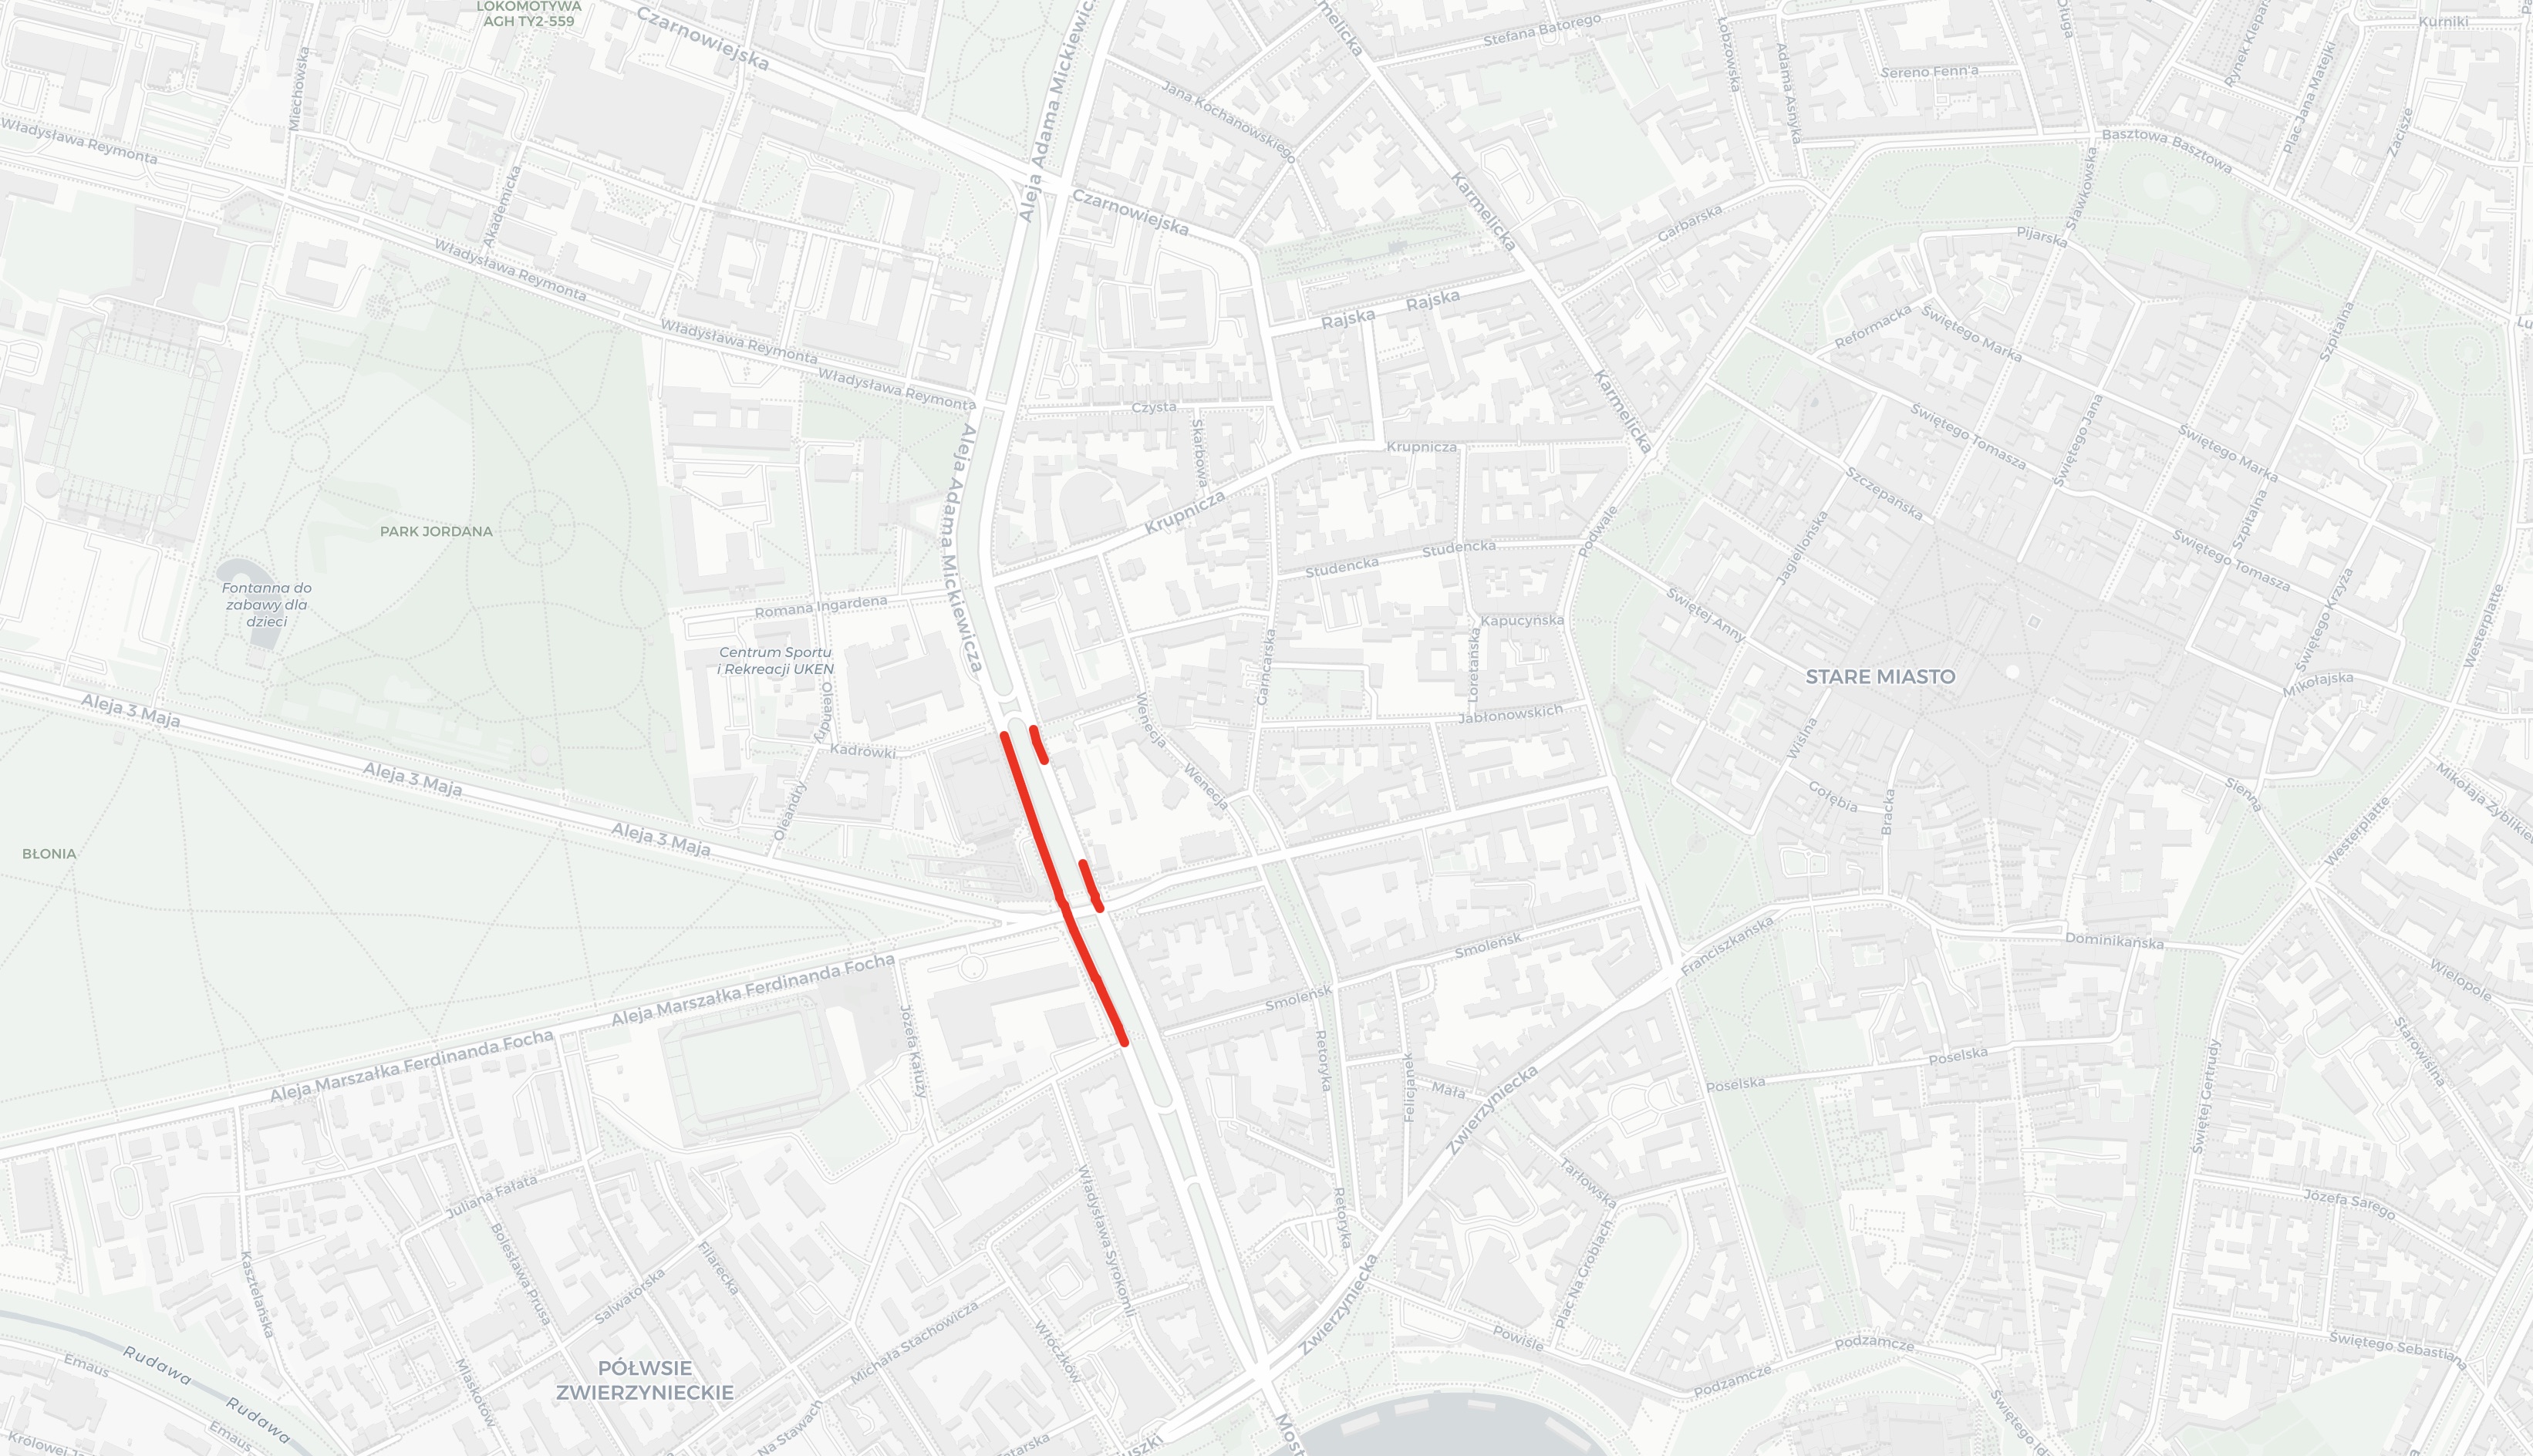 LOKOMOTYWA
AGH TY2-559
Czarnowiejska
Aleja Adama Mickiewicza
Karmelicka
Stefana Batorego
Łobzowska
Adama Asnyka
Długa
Rynek Kleparski
Kurniki
Miechowska
Sereno Fenn'a
Plac Jana Matejki
Jana Kochanowskiego
Zacisze
Władysława Reymonta
Basztowa
Basztowa
Akademicka
Czarnowiejska
Karmelicka
Garbarska
Sławkowska
Pijarska
Władysława Reymonta
Rajska
Rajska
Reformacka
Świętego Marka
Szpitalna
Władysława Reymonta
Władysława Reymonta
Czysta
Karmelicka
Świętego Tomasza
Świętego Jana
Świętego Marka
Aleja Adama Mickiewicza
Skarbowa
Krupnicza
Krupnicza
Szczepańska
PARK JORDANA
Studencka
Studencka
Podwale
Jagiellońska
Szpitalna
Świętego Tomasza
Fontanna do
zabawy dla
dzieci
Romana Ingardena
Świętej Anny
Kapucyńska
Świętego Krzyża
Westerplatte
Centrum Sportu
i Rekreacji UKEN
Garncarska
Loretańska
STARE MIASTO
Mikołajska
Oleandry
Aleja 3 Maja
Wenecja
Jabłonowskich
Wiślna
Kadrówki
Aleja 3 Maja
Wenecja
Gołębia
Bracka
Sienna
Oleandry
Aleja 3 Maja
Westerplatte
BŁONIA
Aleja Marszałka Ferdinanda Focha
Smoleńsk
Smoleńsk
Franciszkańska
Dominikańska
Wielopole
Józefa Kałuży
Aleja Marszałka Ferdinanda Focha
Retoryka
Felicjanek
Mała
Zwierzyniecka
Poselska
Poselska
Starowiślna
Świętej Gertrudy
Juliana Fałata
Władysława Syrokomli
Tarłowska
Retoryka
Józefa Sarego
Kasztelańska
Bolesława Prusa
Filarecka
Salwatorska
Plac Na Groblach
Zwierzyniecka
Michała Stachowicza
Włóczków
Powiśle
Podzamcze
Podzamcze
Świętego Sebastiana
Rudawa
Emaus
Mlaskotów
PÓŁWSIE
ZWIERZYNIECKIE
Rudawa
Emaus
Na Stawach
Most